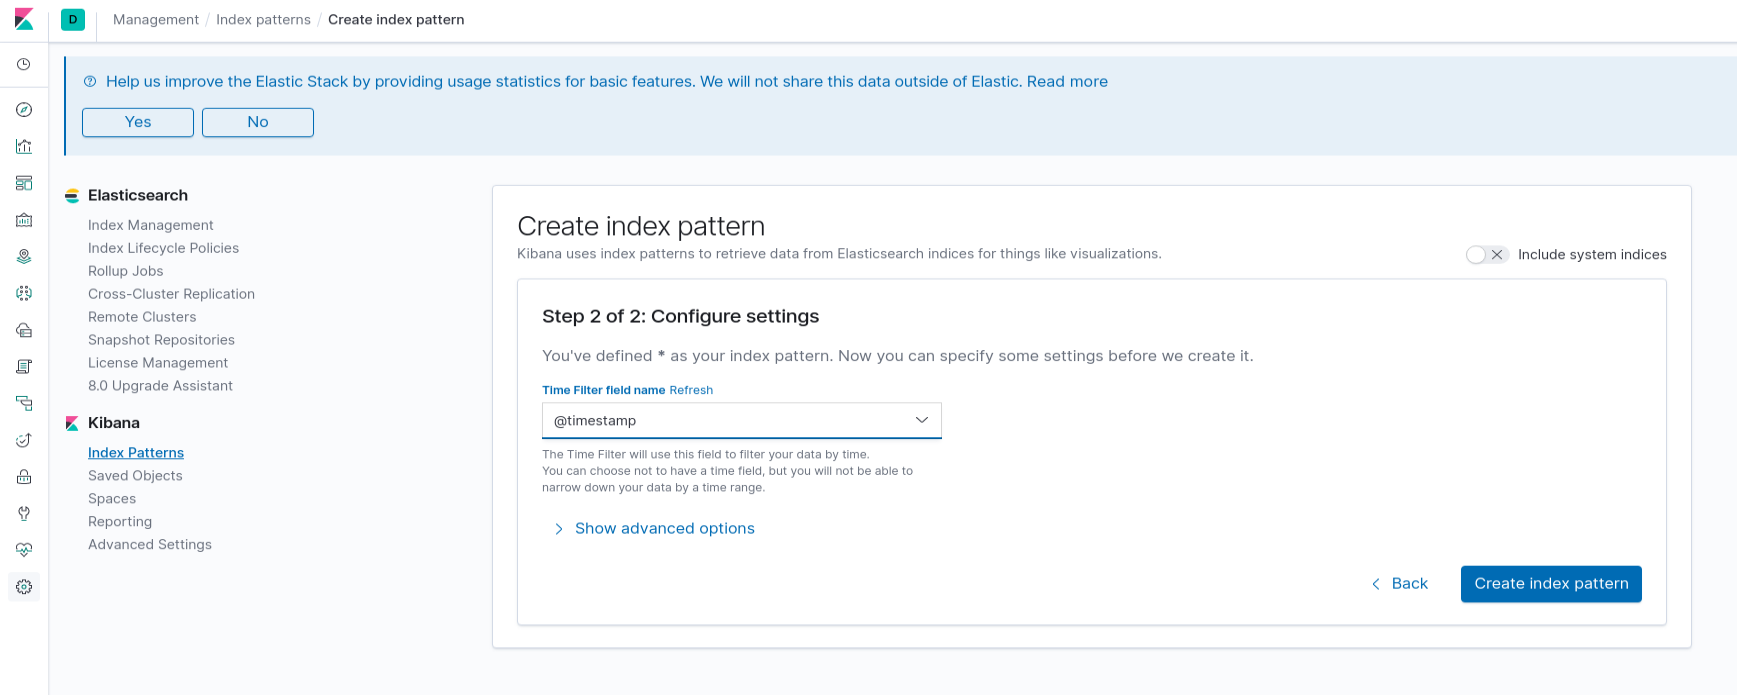 D
Management / Index patterns / Create index pattern
Help us improve the Elastic Stack by providing usage statistics for basic features. We will not share this data outside of Elastic. Read more
Yes
No
Elasticsearch
Index Management
Index Lifecycle Policies
Rollup Jobs
Cross-Cluster Replication
Remote Clusters
Snapshot Repositories
License Management
8.0 Upgrade Assistant
Kibana
Index Patterns
Saved Objects
Spaces
Reporting
Advanced Settings
Create index pattern
Kibana uses index patterns to retrieve data from Elasticsearch indices for things like visualizations.
Include system indices
Step 2 of 2: Configure settings
You've defined * as your index pattern. Now you can specify some settings before we create it.
Time Filter field name Refresh
@timestamp
The Time Filter will use this field to filter your data by time.
You can choose not to have a time field, but you will not be able to
narrow down your data by a time range.
Show advanced options
Back
Create index pattern